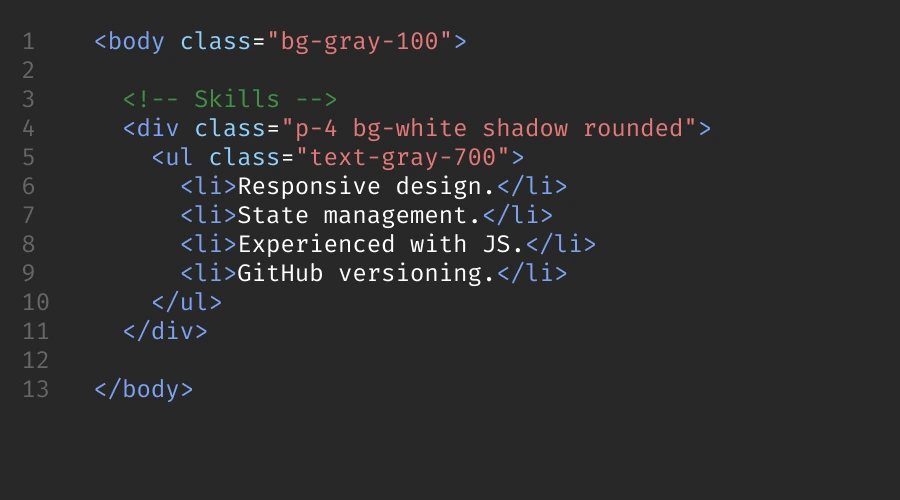 1 <body class="bg-gray-100">
2
3 <!-- Skills -->
4 <div class="p-4 bg-white shadow rounded">
5 <ul class="text-gray-700">
6 <li>Responsive design.</li>
7 <li>State management.</li>
8 <li>Experienced with JS.</li>
9 <li>GitHub versioning.</li>
10 </ul>
11 </div>
12
13 </body>